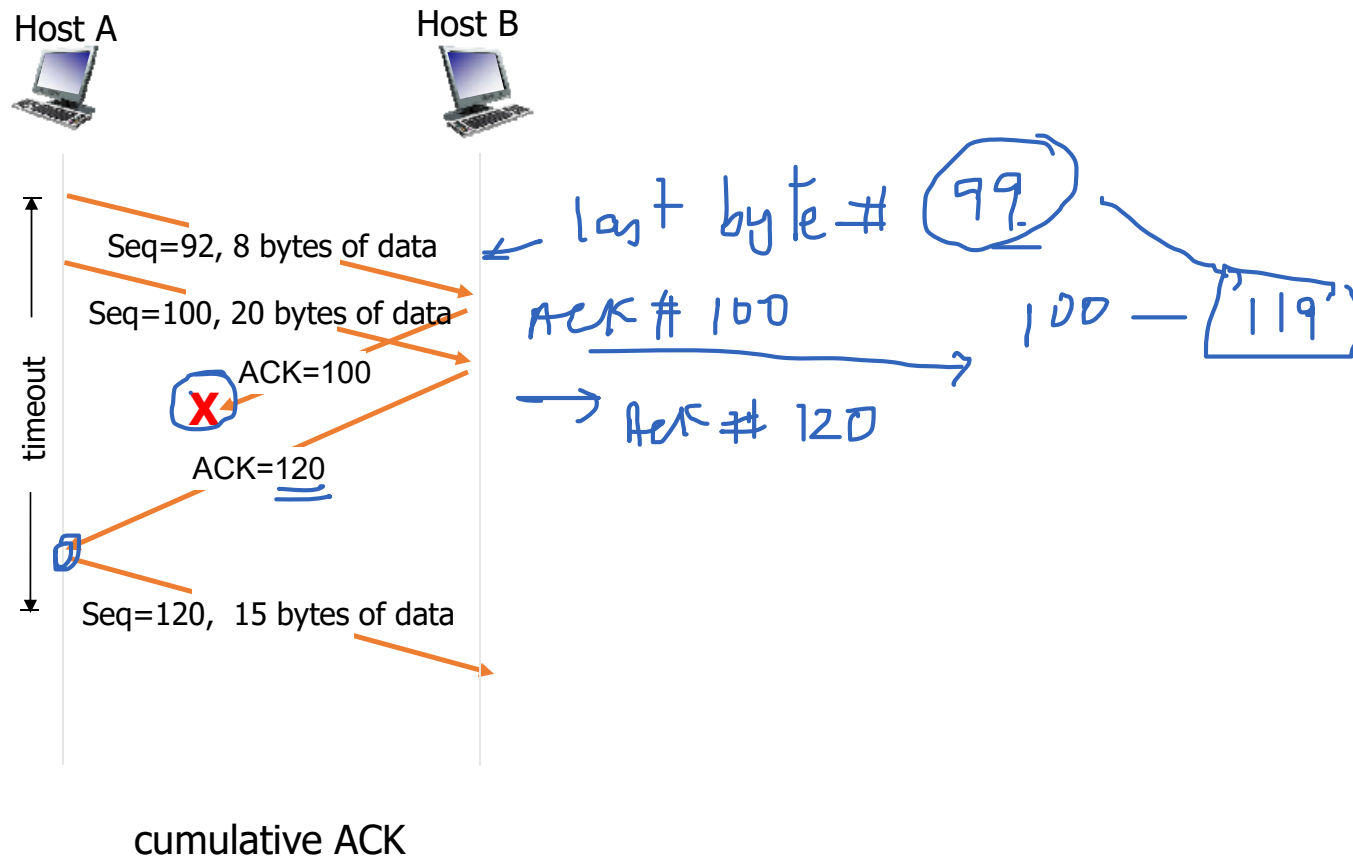 Host A
Host B
Seq=92, 8 bytes of data
last byte # 99
Seq=100, 20 bytes of data
ACK # 100
100 — 119
ACK=100
X
ACK # 120
timeout
ACK=120
Seq=120, 15 bytes of data
cumulative ACK